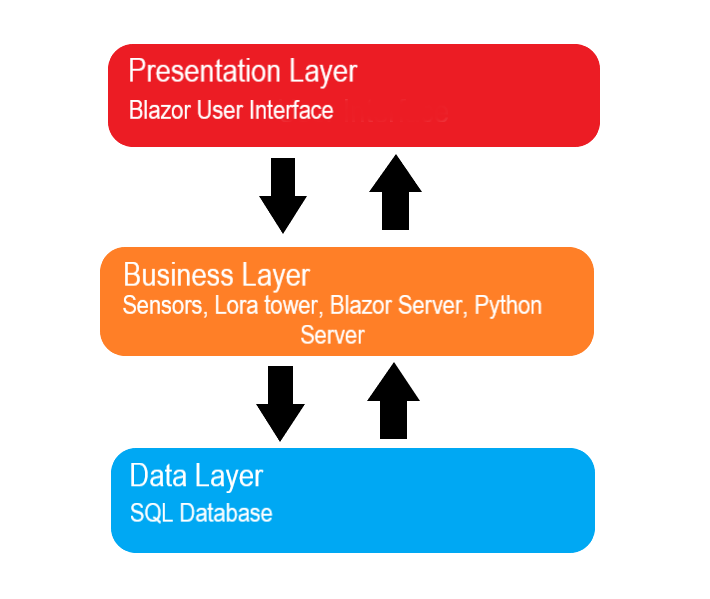 Presentation Layer
Blazor User Interface
Business Layer
Sensors, Lora tower, Blazor Server, Python
Server
Data Layer
SQL Database